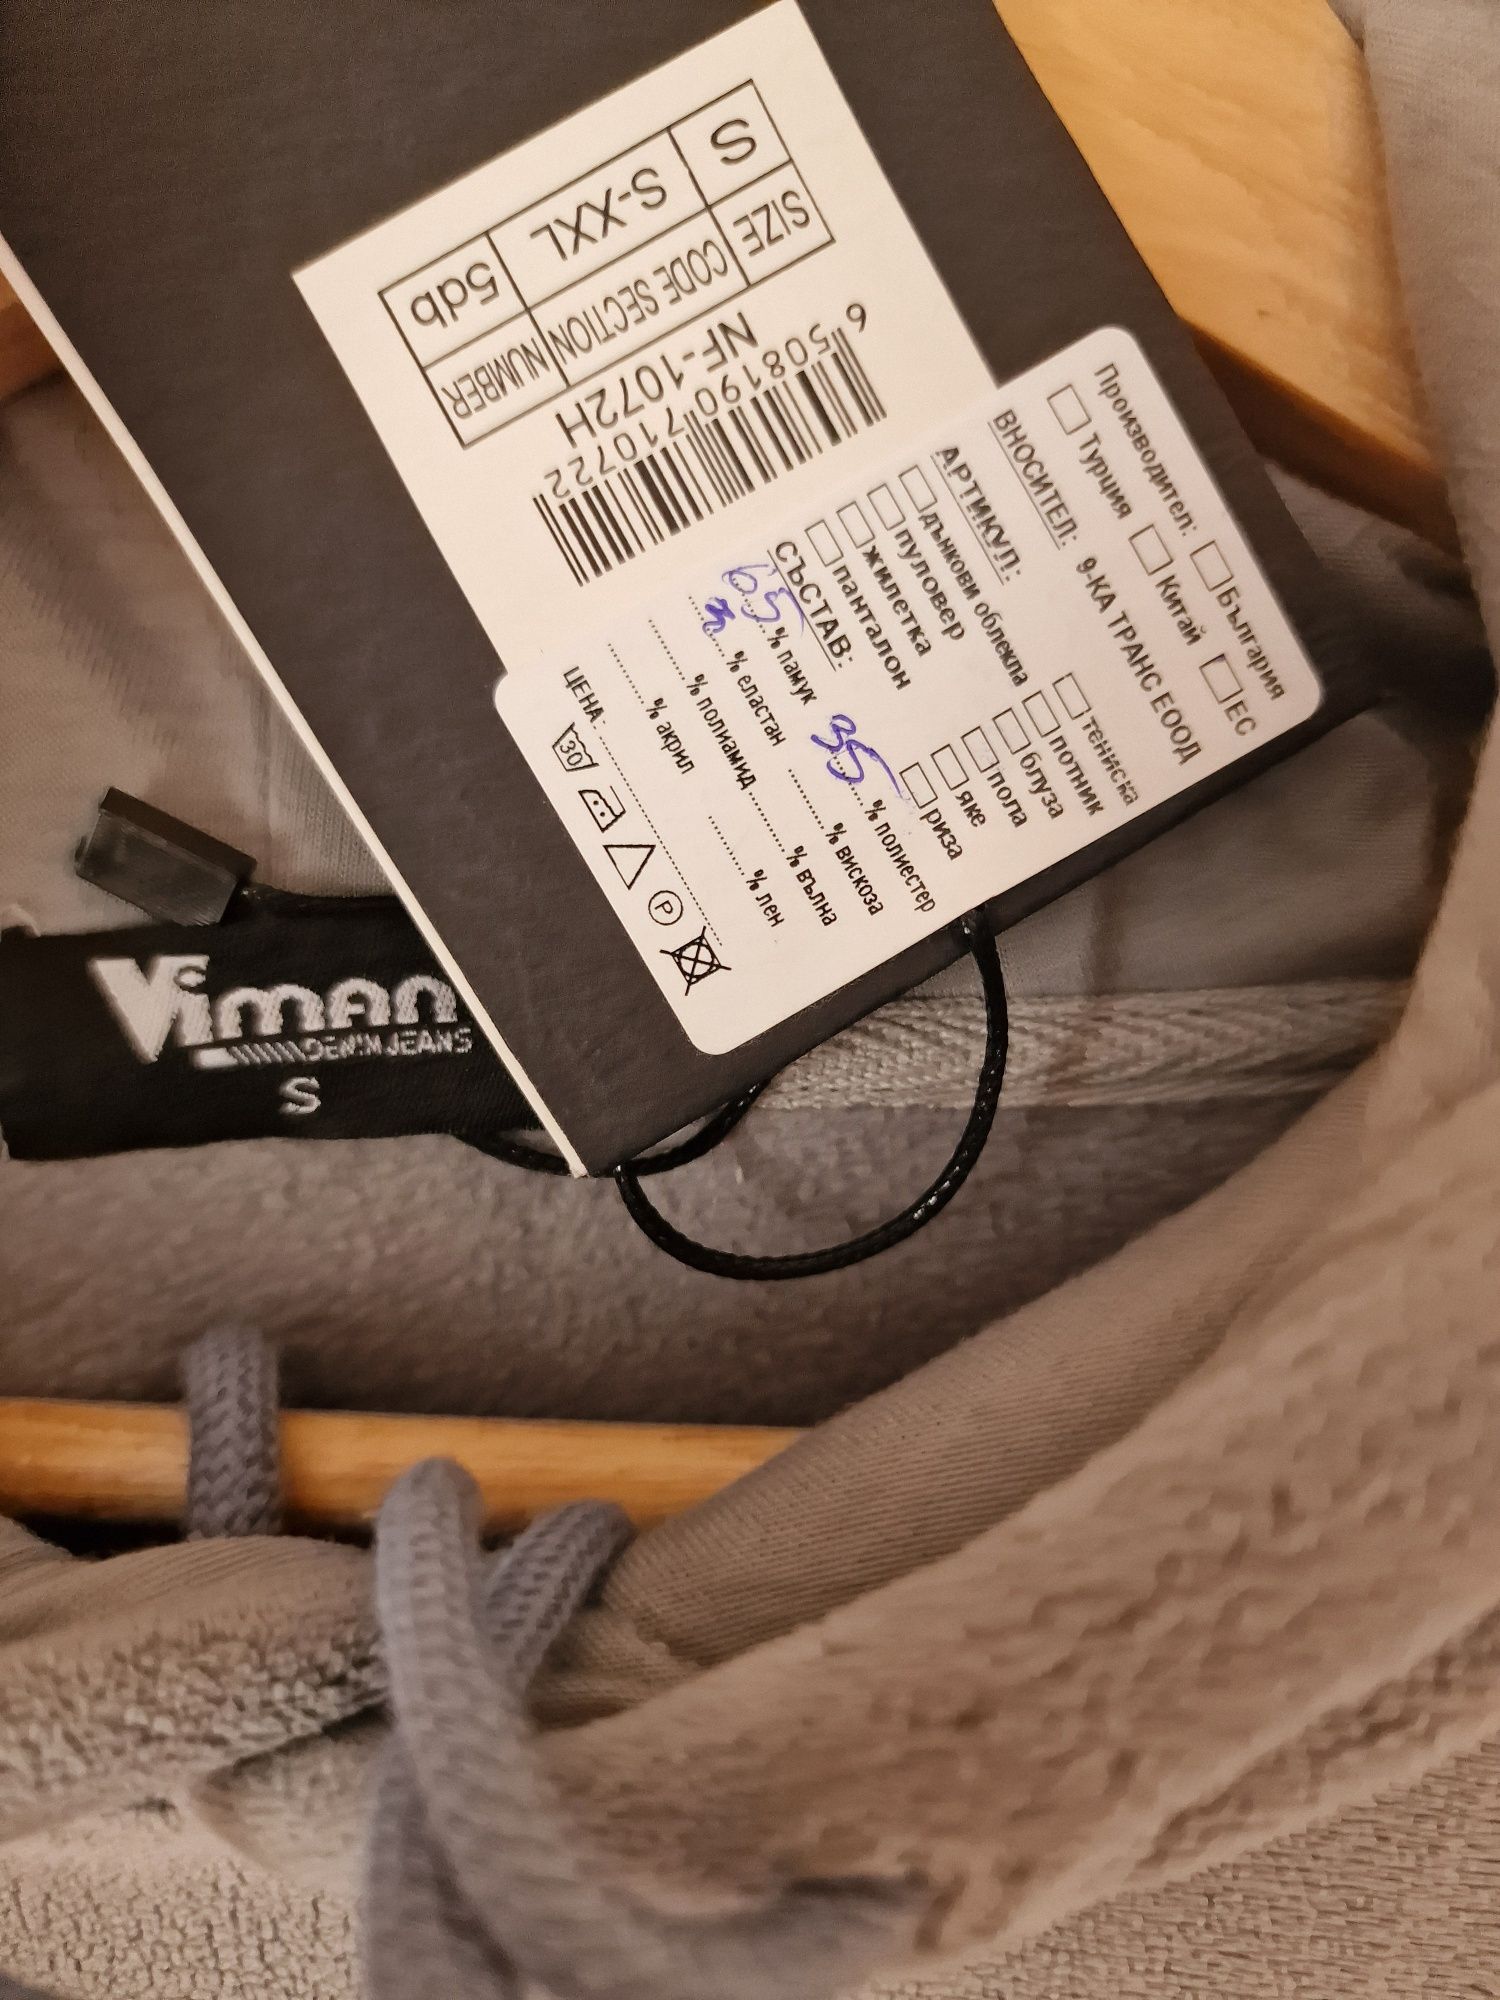 S S-XXL 5db
SIZE CODE SECTION NUMBER
NF-1072H
6 508190 710722
Производител: България
Турция Китай ЕС
ВНОСИТЕЛ: 9-КА ТРАНС ЕООД
АРТИКУЛ:
дънкови облекла тениска
пуловер потник
жилетка блуза
панталон пола
яке
риза
СЪСТАВ:
65 % памук 35 % полиестер
% еластан % вискоза
% полиамид % вълна
% акрил % лен
ЦЕНА:
30 P
Viman
DENIM JEANS
S